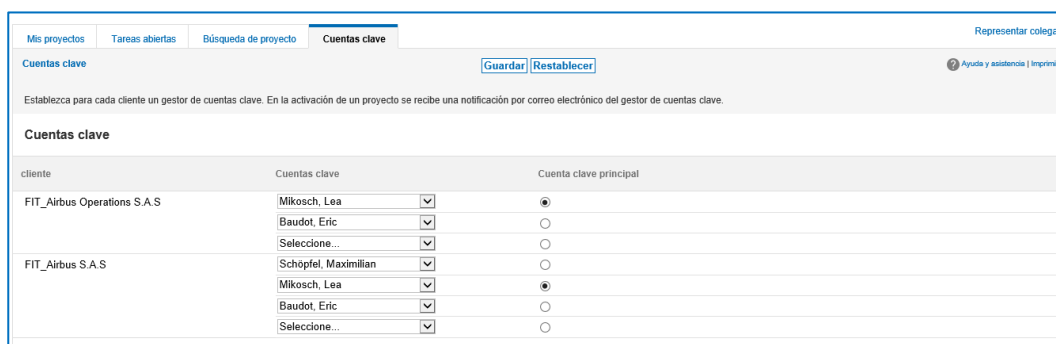 Mis proyectos Tareas abiertas Búsqueda de proyecto Cuentas clave Representar colega
Cuentas clave Guardar Restablecer ? Ayuda y asistencia | Imprimi
Establezca para cada cliente un gestor de cuentas clave. En la activación de un proyecto se recibe una notificación por correo electrónico del gestor de cuentas clave.
Cuentas clave
cliente Cuentas clave Cuenta clave principal
FIT_Airbus Operations S.A.S Mikosch, Lea
Baudot, Eric
Seleccione...
FIT_Airbus S.A.S Schöpfel, Maximilian
Mikosch, Lea
Baudot, Eric
Seleccione...